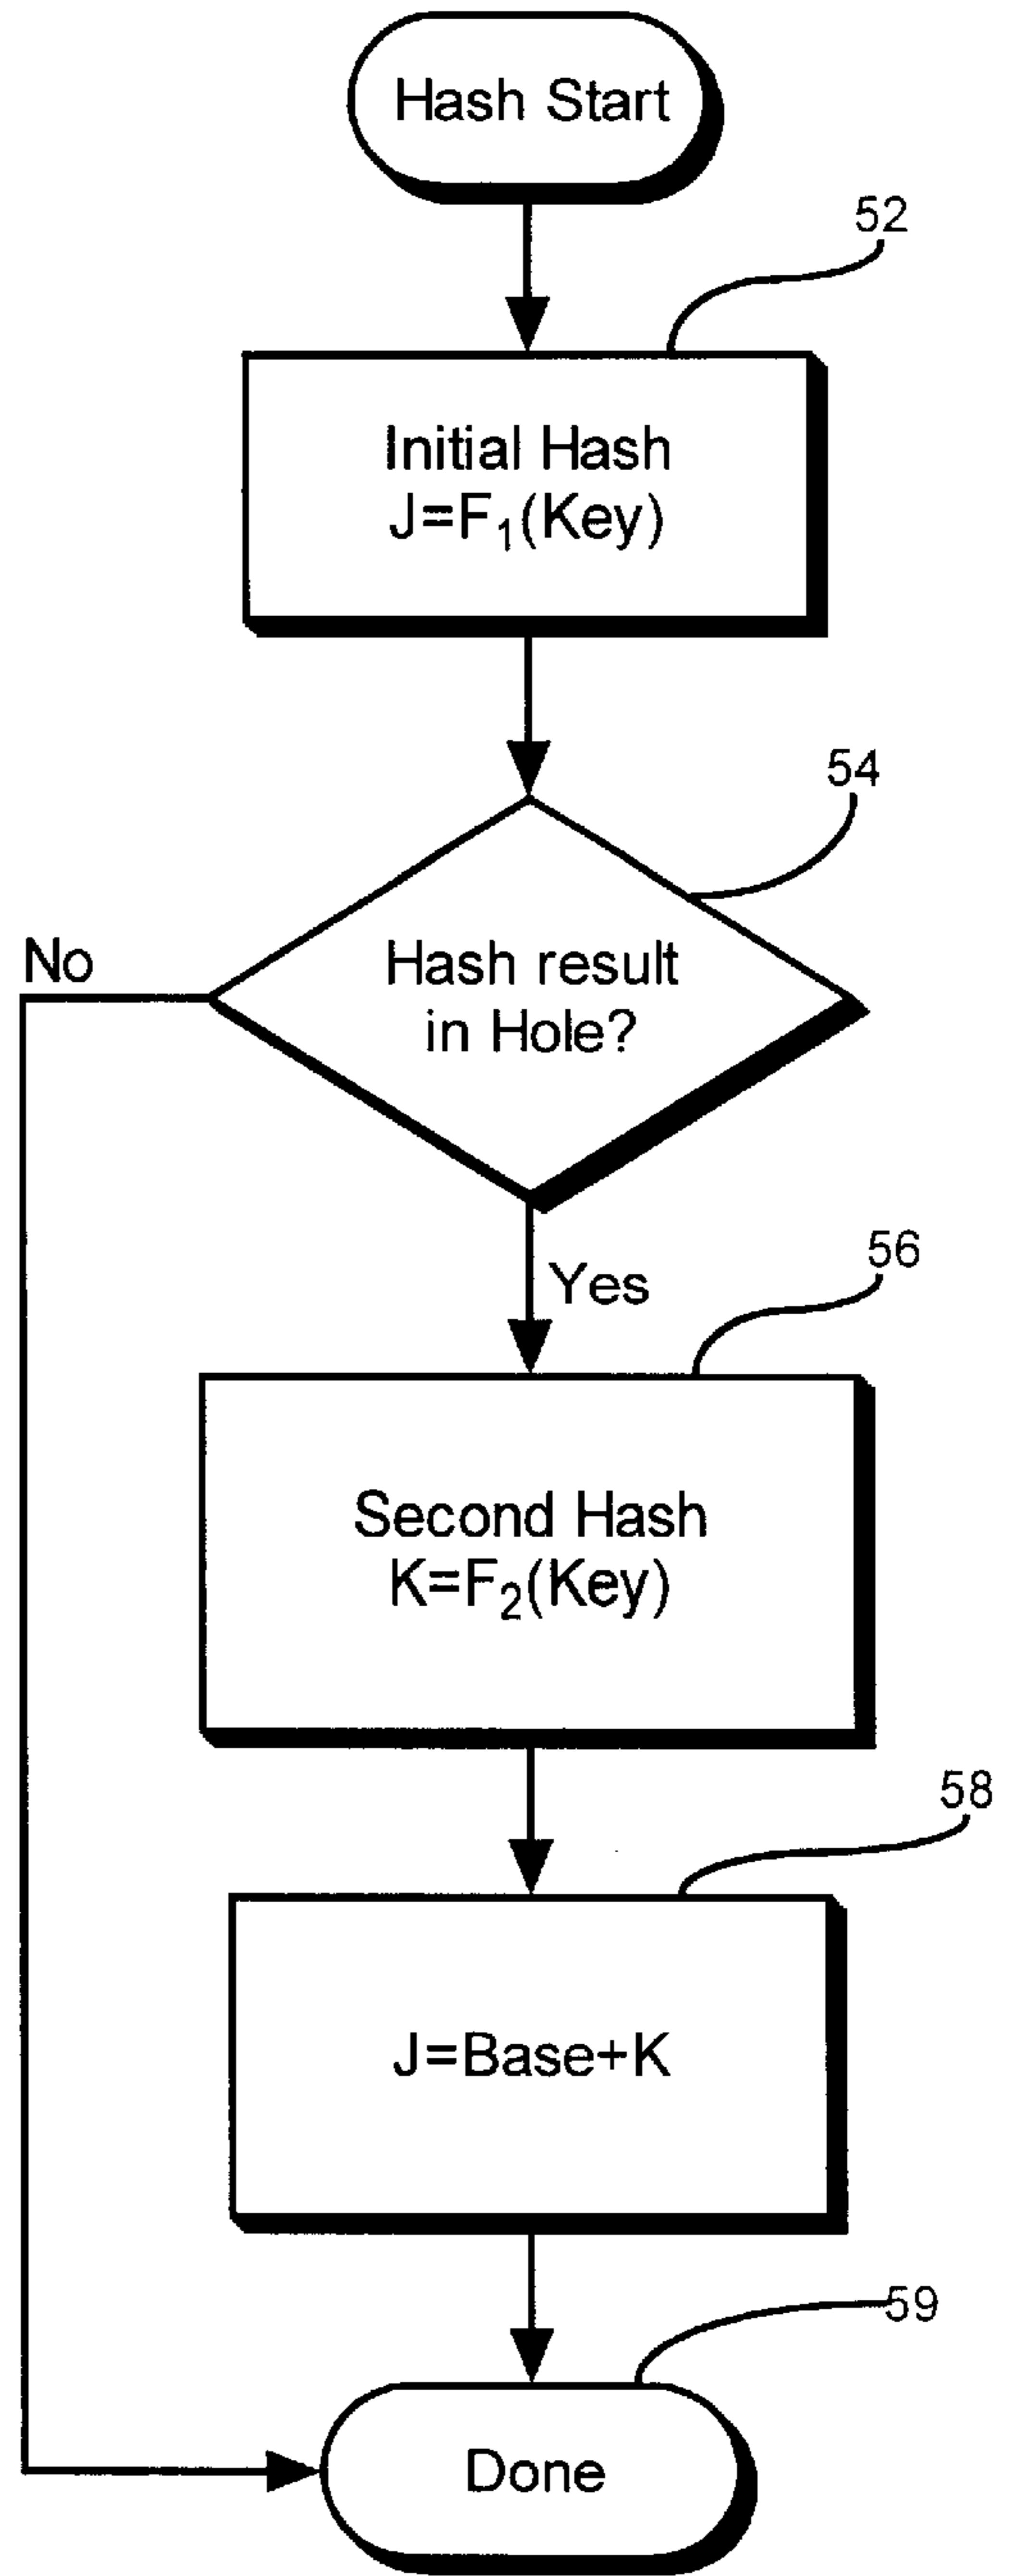 Hash Start
52
Initial Hash
J=F₁(Key)
54
No
Hash result
in Hole?
56
Yes
Second Hash
K=F₂(Key)
58
J=Base+K
59
Done